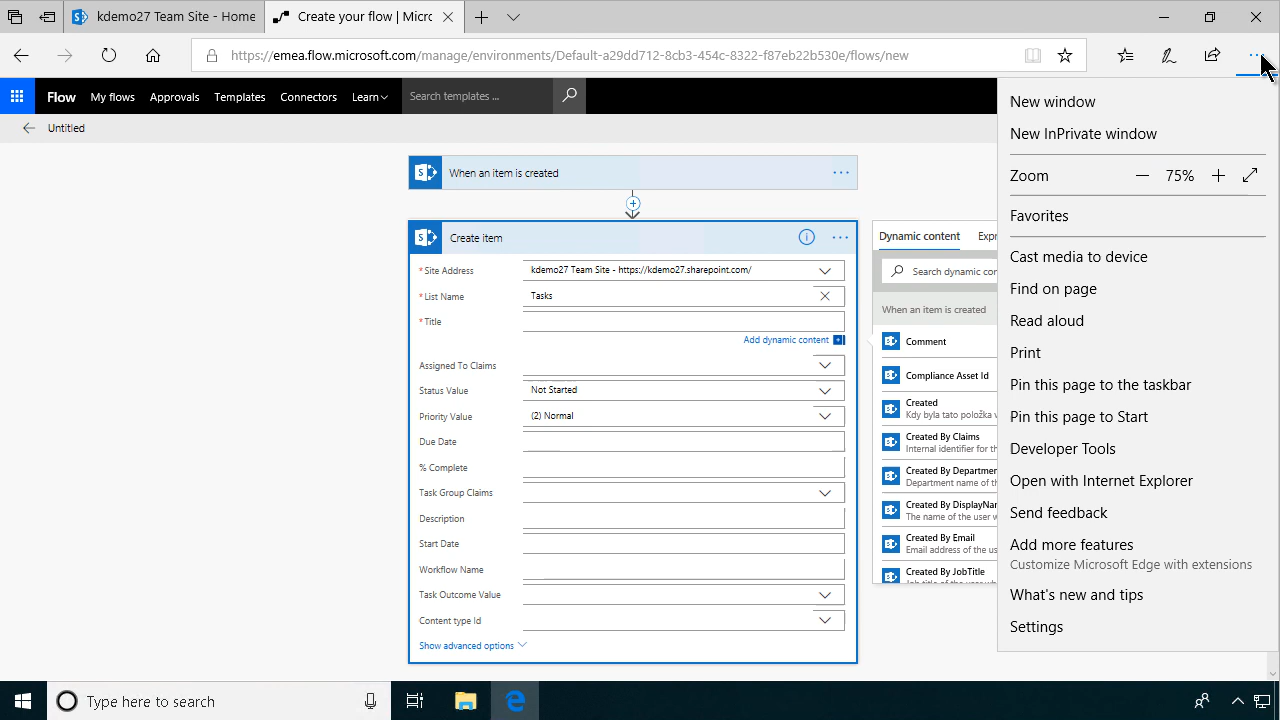 kdemo27 Team Site - Home
Create your flow | Micr
https://emea.flow.microsoft.com/manage/environments/Default-a29dd712-8cb3-454c-8322-f87eb22b530e/flows/new
Flow My flows Approvals Templates Connectors Learn Search templates ...
Untitled
When an item is created
Create item
* Site Address kdemo27 Team Site - https://kdemo27.sharepoint.com/
* List Name Tasks
* Title
Add dynamic content
Assigned To Claims
Status Value Not Started
Priority Value (2) Normal
Due Date
% Complete
Task Group Claims
Description
Start Date
Workflow Name
Task Outcome Value
Content type Id
Show advanced options
Dynamic content Expr
Search dynamic con
When an item is created
Comment
Compliance Asset Id
Created
Kdy byla tato položka v
Created By Claims
Internal identifier for th
Created By Departmen
Department name of th
Created By DisplayNam
The name of the user w
Created By Email
Email address of the us
Created By JobTitle
New window
New InPrivate window
Zoom 75%
Favorites
Cast media to device
Find on page
Read aloud
Print
Pin this page to the taskbar
Pin this page to Start
Developer Tools
Open with Internet Explorer
Send feedback
Add more features
Customize Microsoft Edge with extensions
What's new and tips
Settings
Type here to search